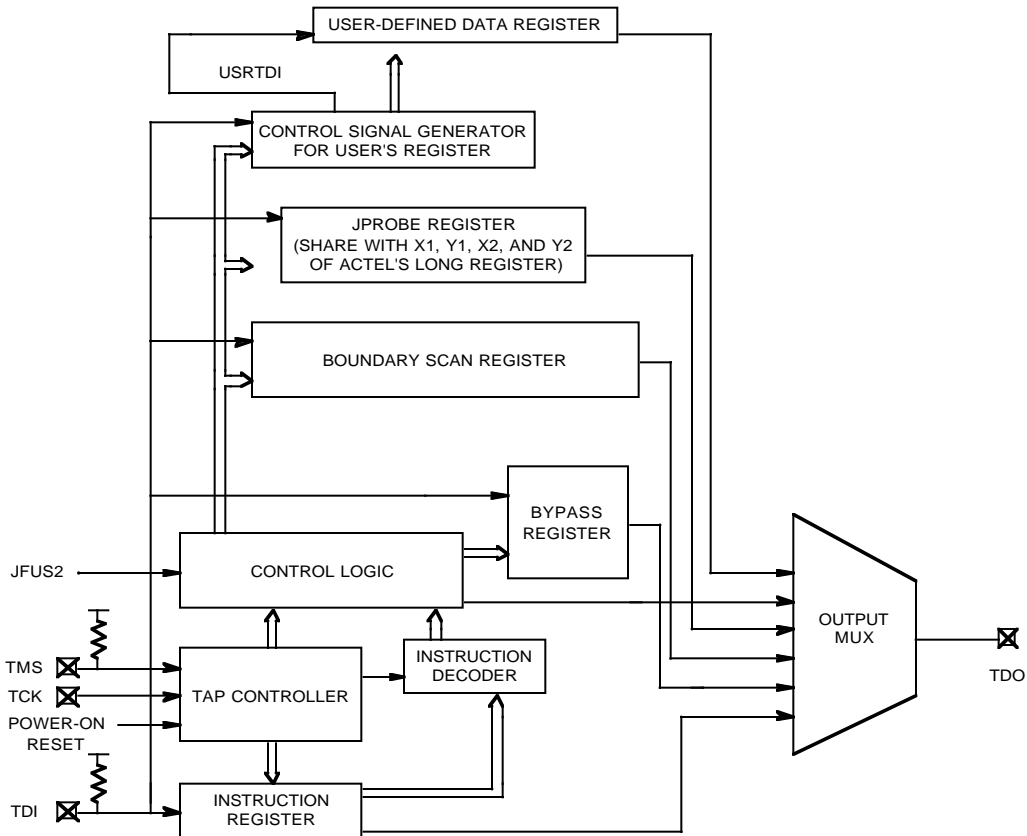 USER-DEFINED DATA REGISTER
USRTDI
CONTROL SIGNAL GENERATOR
FOR USER'S REGISTER
JPROBE REGISTER
(SHARE WITH X1, Y1, X2, AND Y2
OF ACTEL'S LONG REGISTER)
BOUNDARY SCAN REGISTER
BYPASS
REGISTER
JFUS2
CONTROL LOGIC
OUTPUT
MUX
TMS
TCK
POWER-ON
RESET
TAP CONTROLLER
INSTRUCTION
DECODER
TDO
TDI
INSTRUCTION
REGISTER